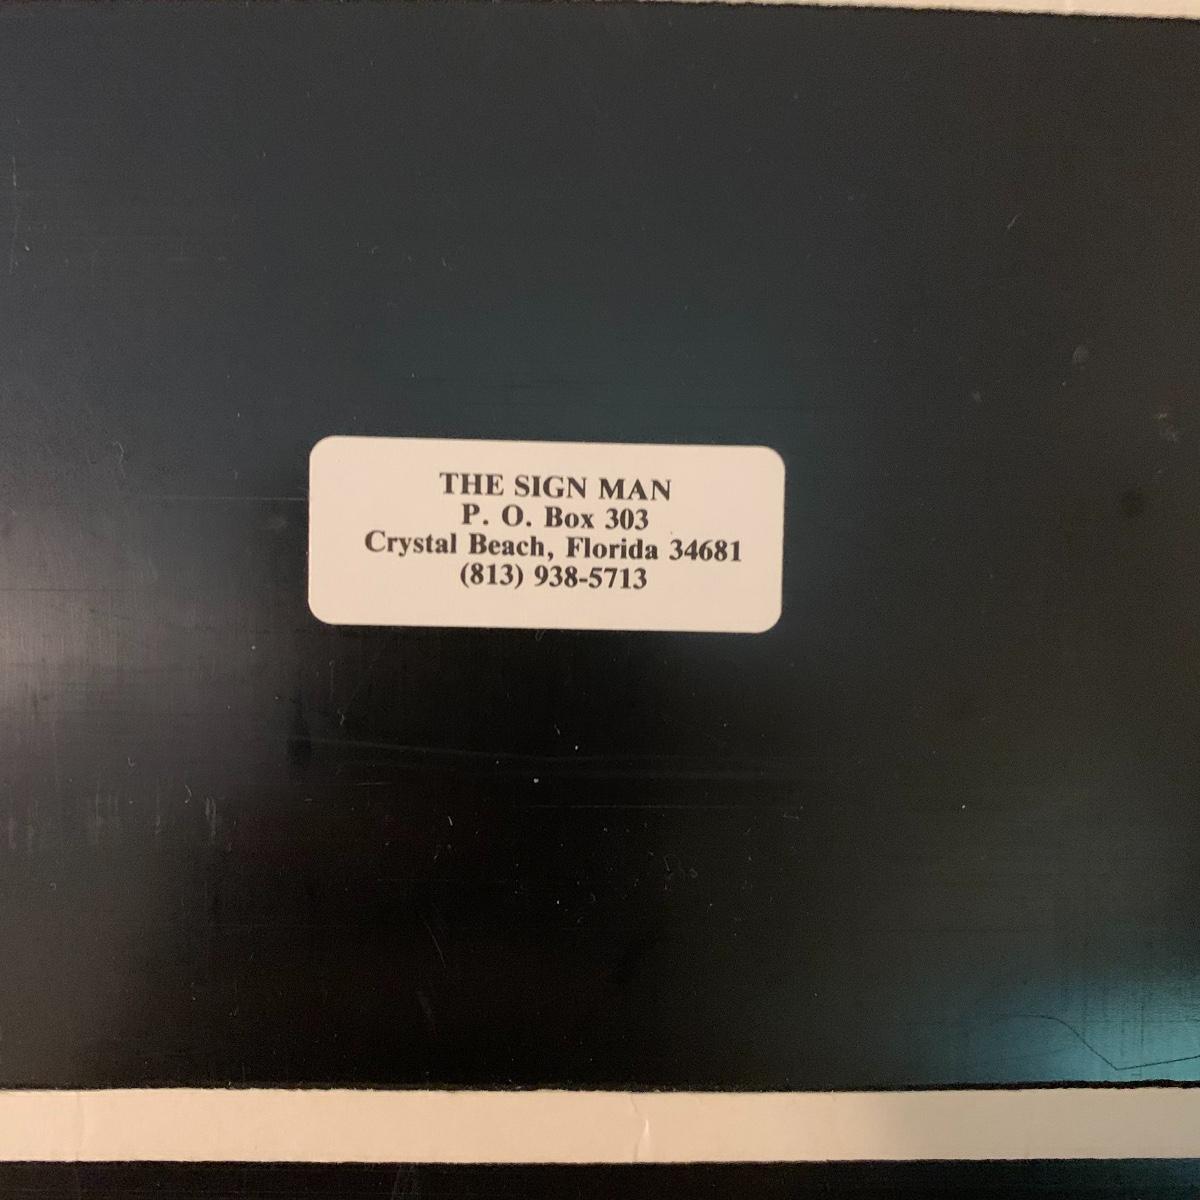 THE SIGN MAN
P. O. Box 303
Crystal Beach, Florida 34681
(813) 938-5713